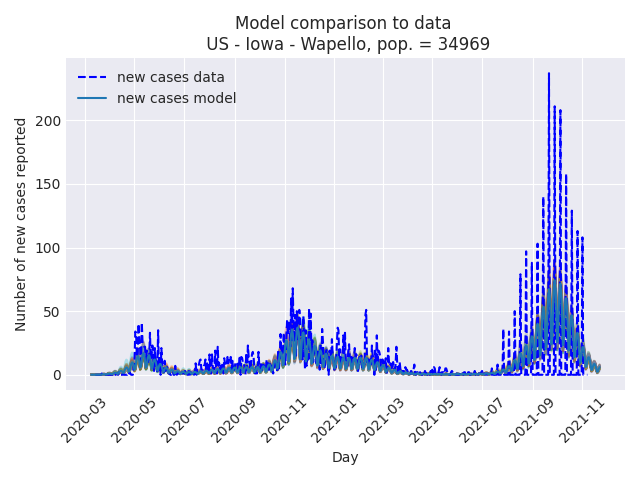 Model comparison to data
US - Iowa - Wapello, pop. = 34969
new cases data
new cases model
Number of new cases reported
200
150
100
50
0
2020-03
2020-05
2020-07
2020-09
2020-11
2021-01
2021-03
2021-05
2021-07
2021-09
2021-11
Day